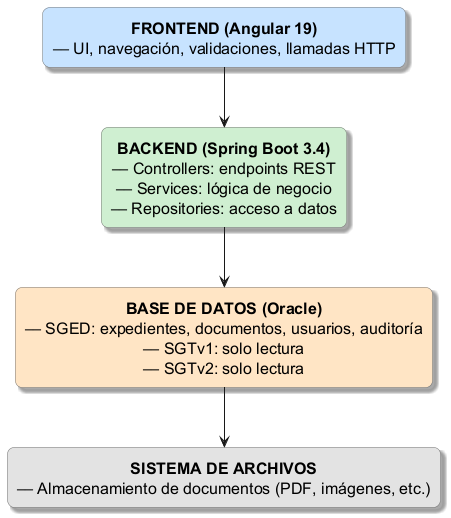 FRONTEND (Angular 19)
— UI, navegación, validaciones, llamadas HTTP
BACKEND (Spring Boot 3.4)
— Controllers: endpoints REST
— Services: lógica de negocio
— Repositories: acceso a datos
BASE DE DATOS (Oracle)
— SGED: expedientes, documentos, usuarios, auditoría
— SGTv1: solo lectura
— SGTv2: solo lectura
SISTEMA DE ARCHIVOS
— Almacenamiento de documentos (PDF, imágenes, etc.)